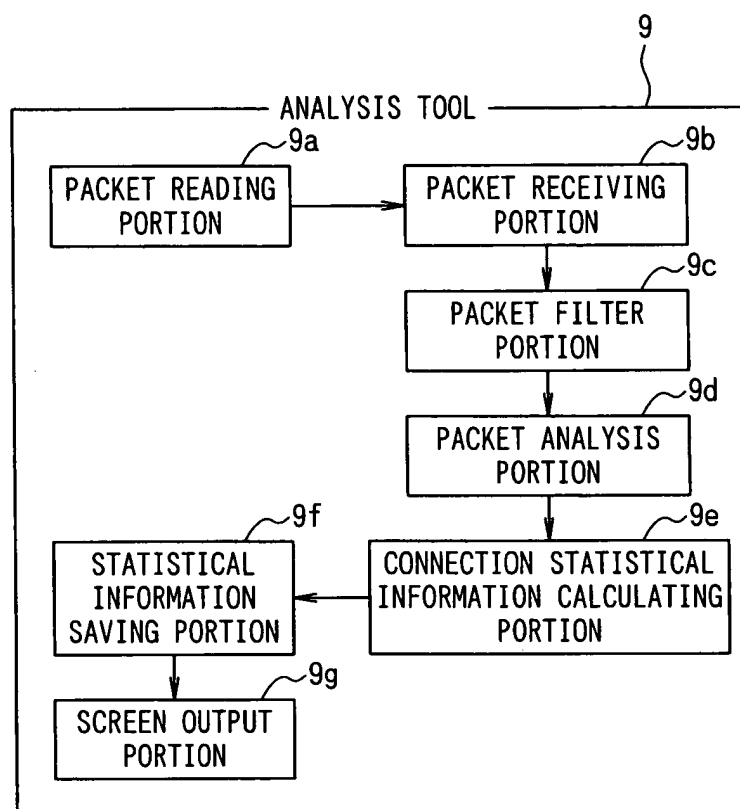 9
ANALYSIS TOOL
9a
PACKET READING
PORTION
9b
PACKET RECEIVING
PORTION
9c
PACKET FILTER
PORTION
9d
PACKET ANALYSIS
PORTION
9e
CONNECTION STATISTICAL
INFORMATION CALCULATING
PORTION
9f
STATISTICAL
INFORMATION
SAVING PORTION
9g
SCREEN OUTPUT
PORTION